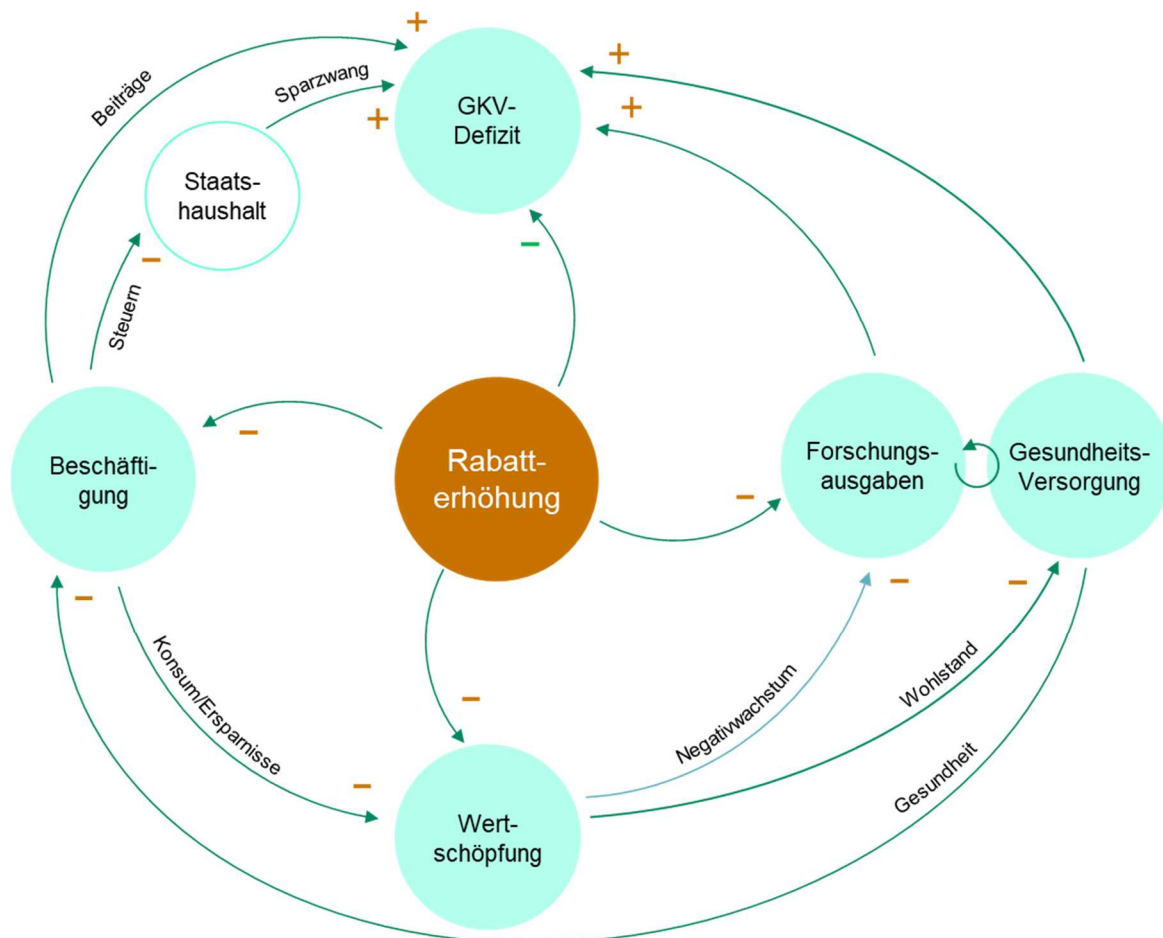 +
+
Beiträge
Sparzwang
GKV-
Defizit
+
+
Staats-
haushalt
−
−
Steuern
Beschäfti-
gung
−
Rabatt-
erhöhung
−
Forschungs-
ausgaben
Gesundheits-
Versorgung
−
−
−
Konsum/Ersparnisse
−
−
Negativwachstum
Wohlstand
Gesundheit
Wert-
schöpfung